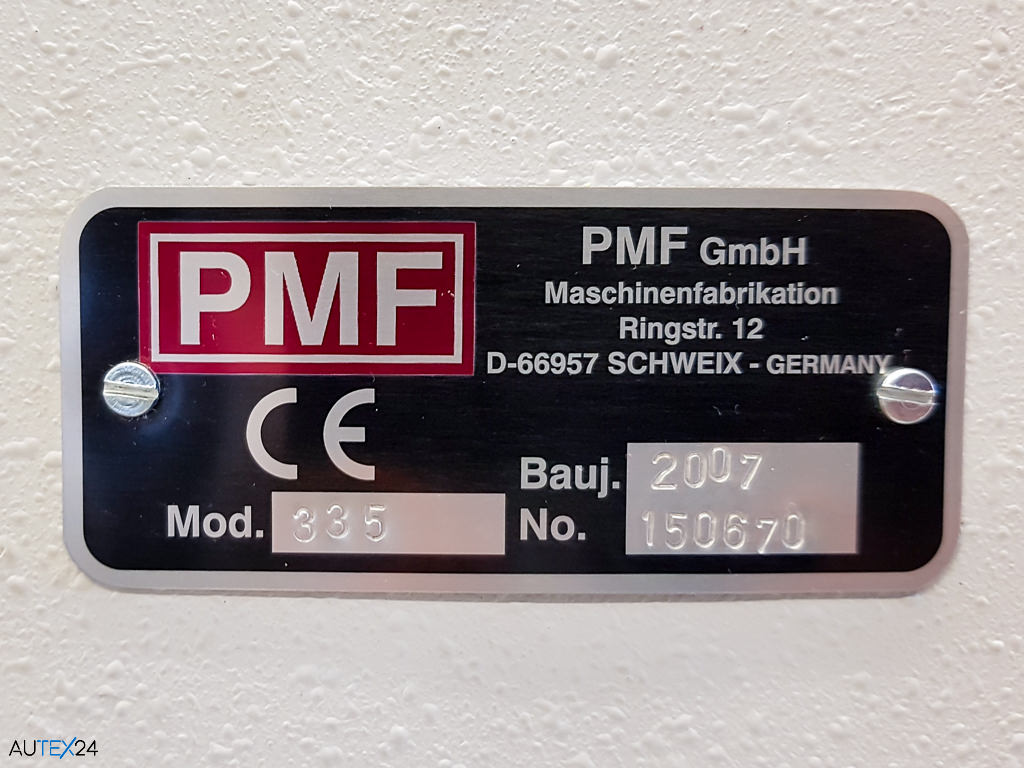 PMF
PMF GmbH
Maschinenfabrikation
Ringstr. 12
D-66957 SCHWEIX - GERMANY
CE
Mod. 335
Bauj. 2007
No. 150670
AUTEX24